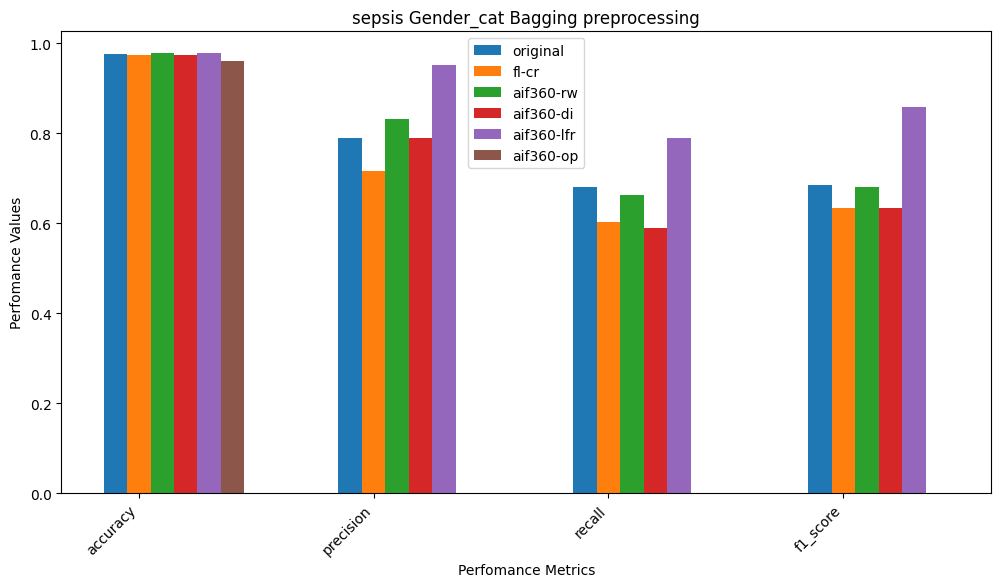 sepsis Gender_cat Bagging preprocessing
original
fl-cr
aif360-rw
aif360-di
aif360-lfr
aif360-op
Perfomance Values
1.0
0.8
0.6
0.4
0.2
0.0
accuracy
precision
recall
f1_score
Perfomance Metrics